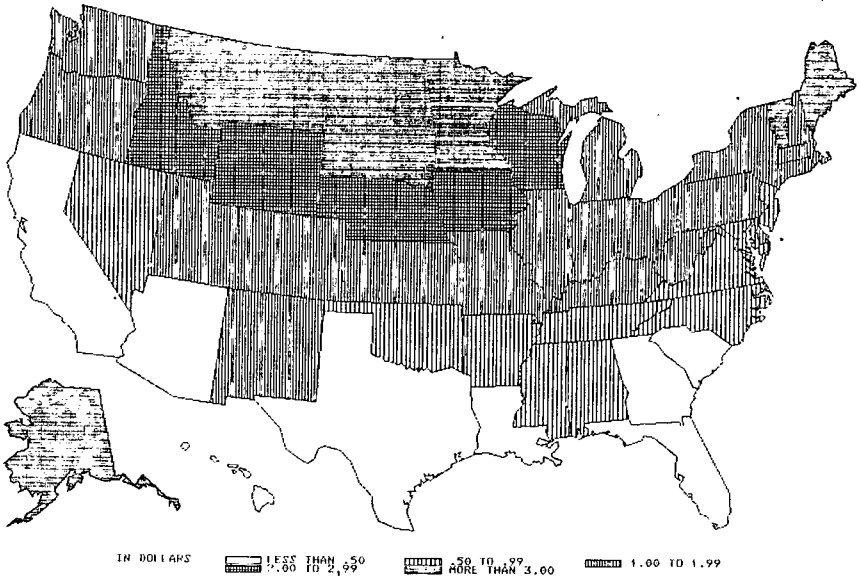 IN DOLLARS LESS THAN .50 .50 TO .99 1.00 TO 1.99
2.00 TO 2.99 MORE THAN 3.00